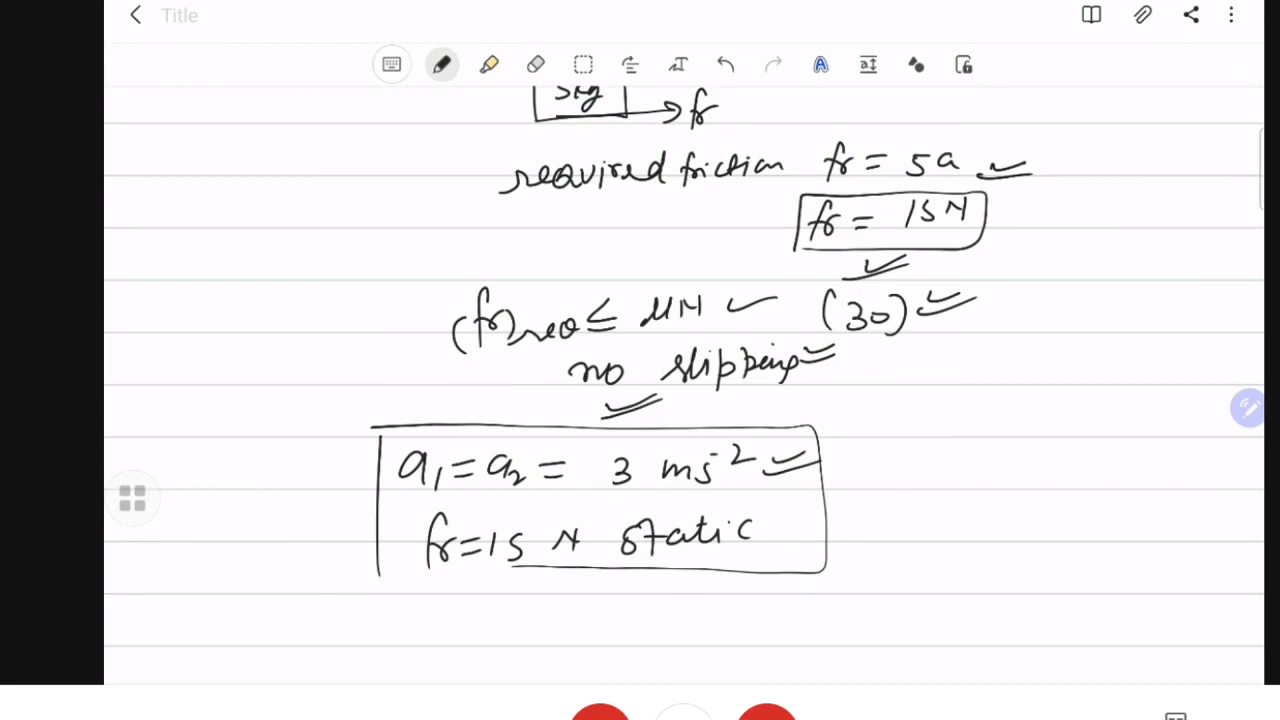 Title
5kg
→ fr
required friction fr = 5a
fr = 15 N
(fr)req ≤ μN (30)
no slipping
a₁ = a₂ = 3 ms⁻²
fr = 15 N static